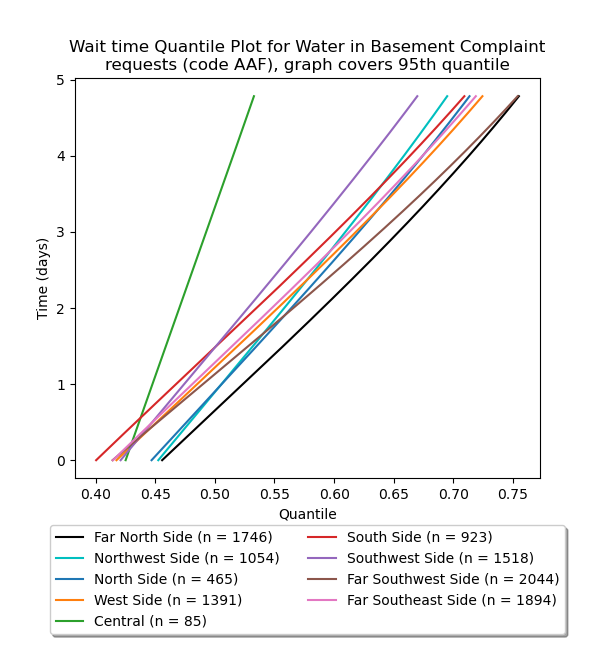 Wait time Quantile Plot for Water in Basement Complaint
requests (code AAF), graph covers 95th quantile
5
4
3
2
1
0
Time (days)
0.40 0.45 0.50 0.55 0.60 0.65 0.70 0.75
Quantile
Far North Side (n = 1746)
Northwest Side (n = 1054)
North Side (n = 465)
West Side (n = 1391)
Central (n = 85)
South Side (n = 923)
Southwest Side (n = 1518)
Far Southwest Side (n = 2044)
Far Southeast Side (n = 1894)